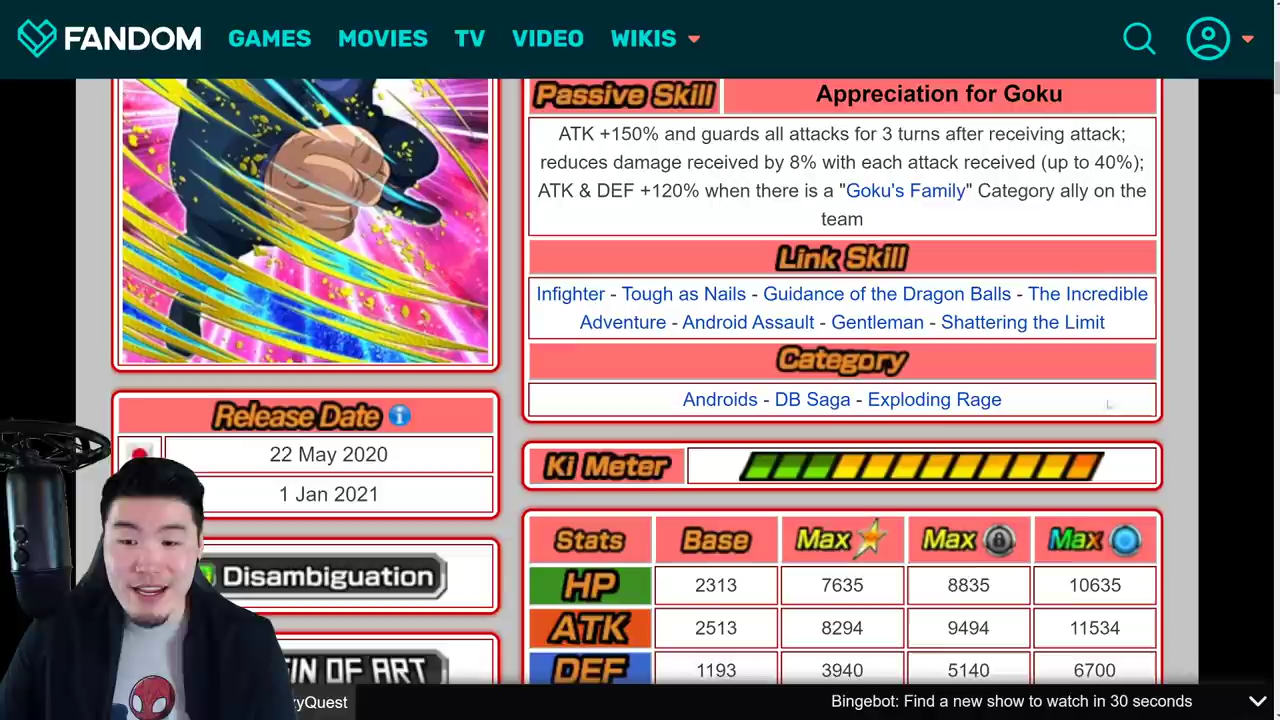 FANDOM GAMES MOVIES TV VIDEO WIKIS
Passive Skill Appreciation for Goku
ATK +150% and guards all attacks for 3 turns after receiving attack;
reduces damage received by 8% with each attack received (up to 40%);
ATK & DEF +120% when there is a "Goku's Family" Category ally on the
team
Link Skill
Infighter - Tough as Nails - Guidance of the Dragon Balls - The Incredible
Adventure - Android Assault - Gentleman - Shattering the Limit
Category
Androids - DB Saga - Exploding Rage
Release Date
22 May 2020
1 Jan 2021
Disambiguation
Ki Meter
Stats Base Max Max Max
HP 2313 7635 8835 10635
ATK 2513 8294 9494 11534
DEF 1193 3940 5140 6700
IN OF ART
yQuest
Bingebot: Find a new show to watch in 30 seconds